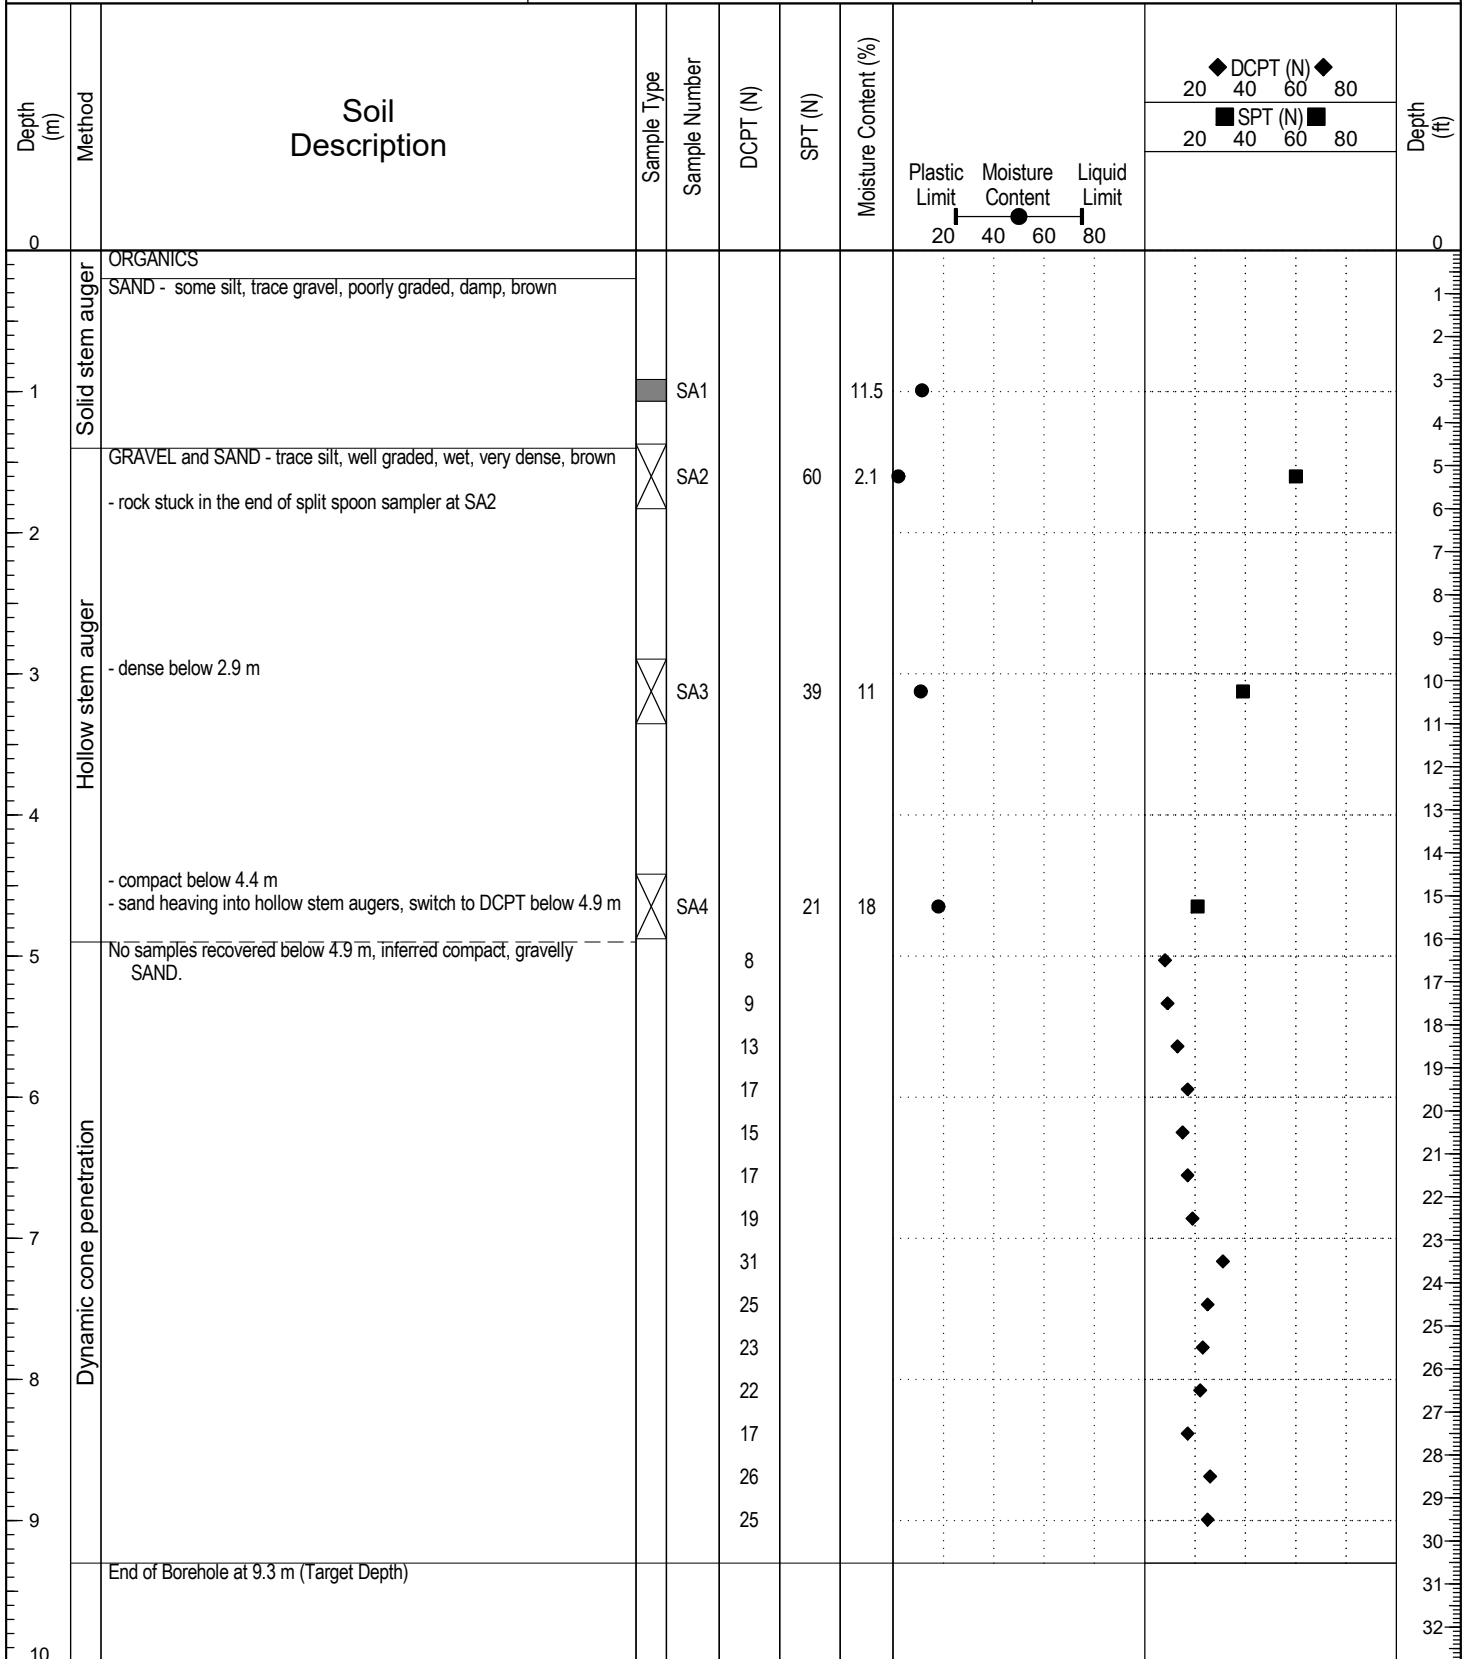 Depth
(m)
Method
Soil
Description
Sample Type
Sample Number
DCPT (N)
SPT (N)
Moisture Content (%)
Plastic Moisture Liquid
Limit Content Limit
20 40 60 80
◆ DCPT (N) ◆
20 40 60 80
■ SPT (N) ■
20 40 60 80
Depth
(ft)
0 0
Solid stem auger
ORGANICS
SAND - some silt, trace gravel, poorly graded, damp, brown
1
2
3
1 SA1 11.5
4
GRAVEL and SAND - trace silt, well graded, wet, very dense, brown
5
SA2 60 2.1
- rock stuck in the end of split spoon sampler at SA2
6
2
7
8
Hollow stem auger
9
- dense below 2.9 m
3
10
SA3 39 11
11
12
13
4
14
- compact below 4.4 m
15
- sand heaving into hollow stem augers, switch to DCPT below 4.9 m
SA4 21 18
16
No samples recovered below 4.9 m, inferred compact, gravelly
SAND.
5
8
17
9
18
13
19
17
6
20
Dynamic cone penetration
15
21
17
22
19
7
23
31
24
25
25
23
26
8
22
27
17
28
26
29
9
25
30
End of Borehole at 9.3 m (Target Depth)
31
32
10